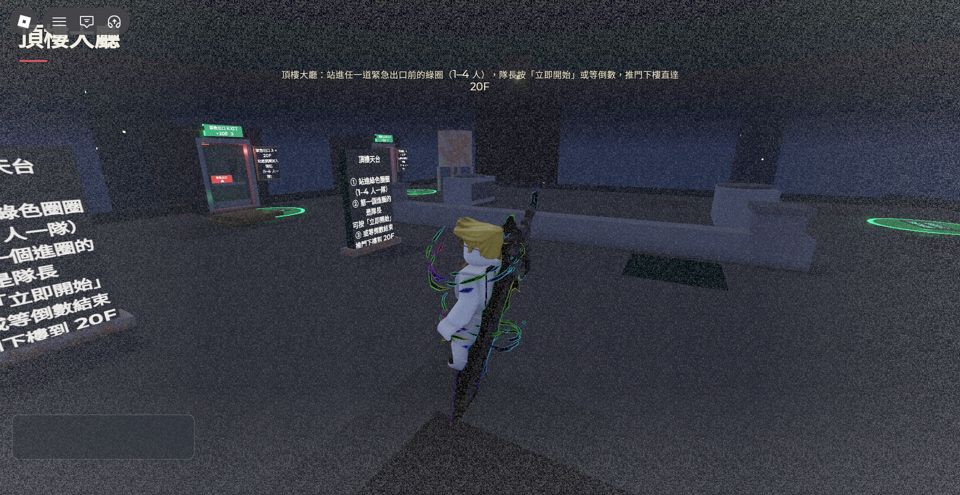 頂樓大廳
頂樓大廳：站進任一道緊急出口前的綠圈（1–4 人），隊長按「立即開始」或等倒數，推門下樓直達
20F
緊急出口 EXIT
頂樓天台
① 站進綠色圈圈
（1–4 人一隊）
② 第一個進圈的
是隊長
可按「立即開始」
③ 或等倒數結束
推門下樓到 20F
天台
綠色圈圈
人一隊）
一個進圈的
是隊長
「立即開始」
或等倒數結束
門下樓到 20F